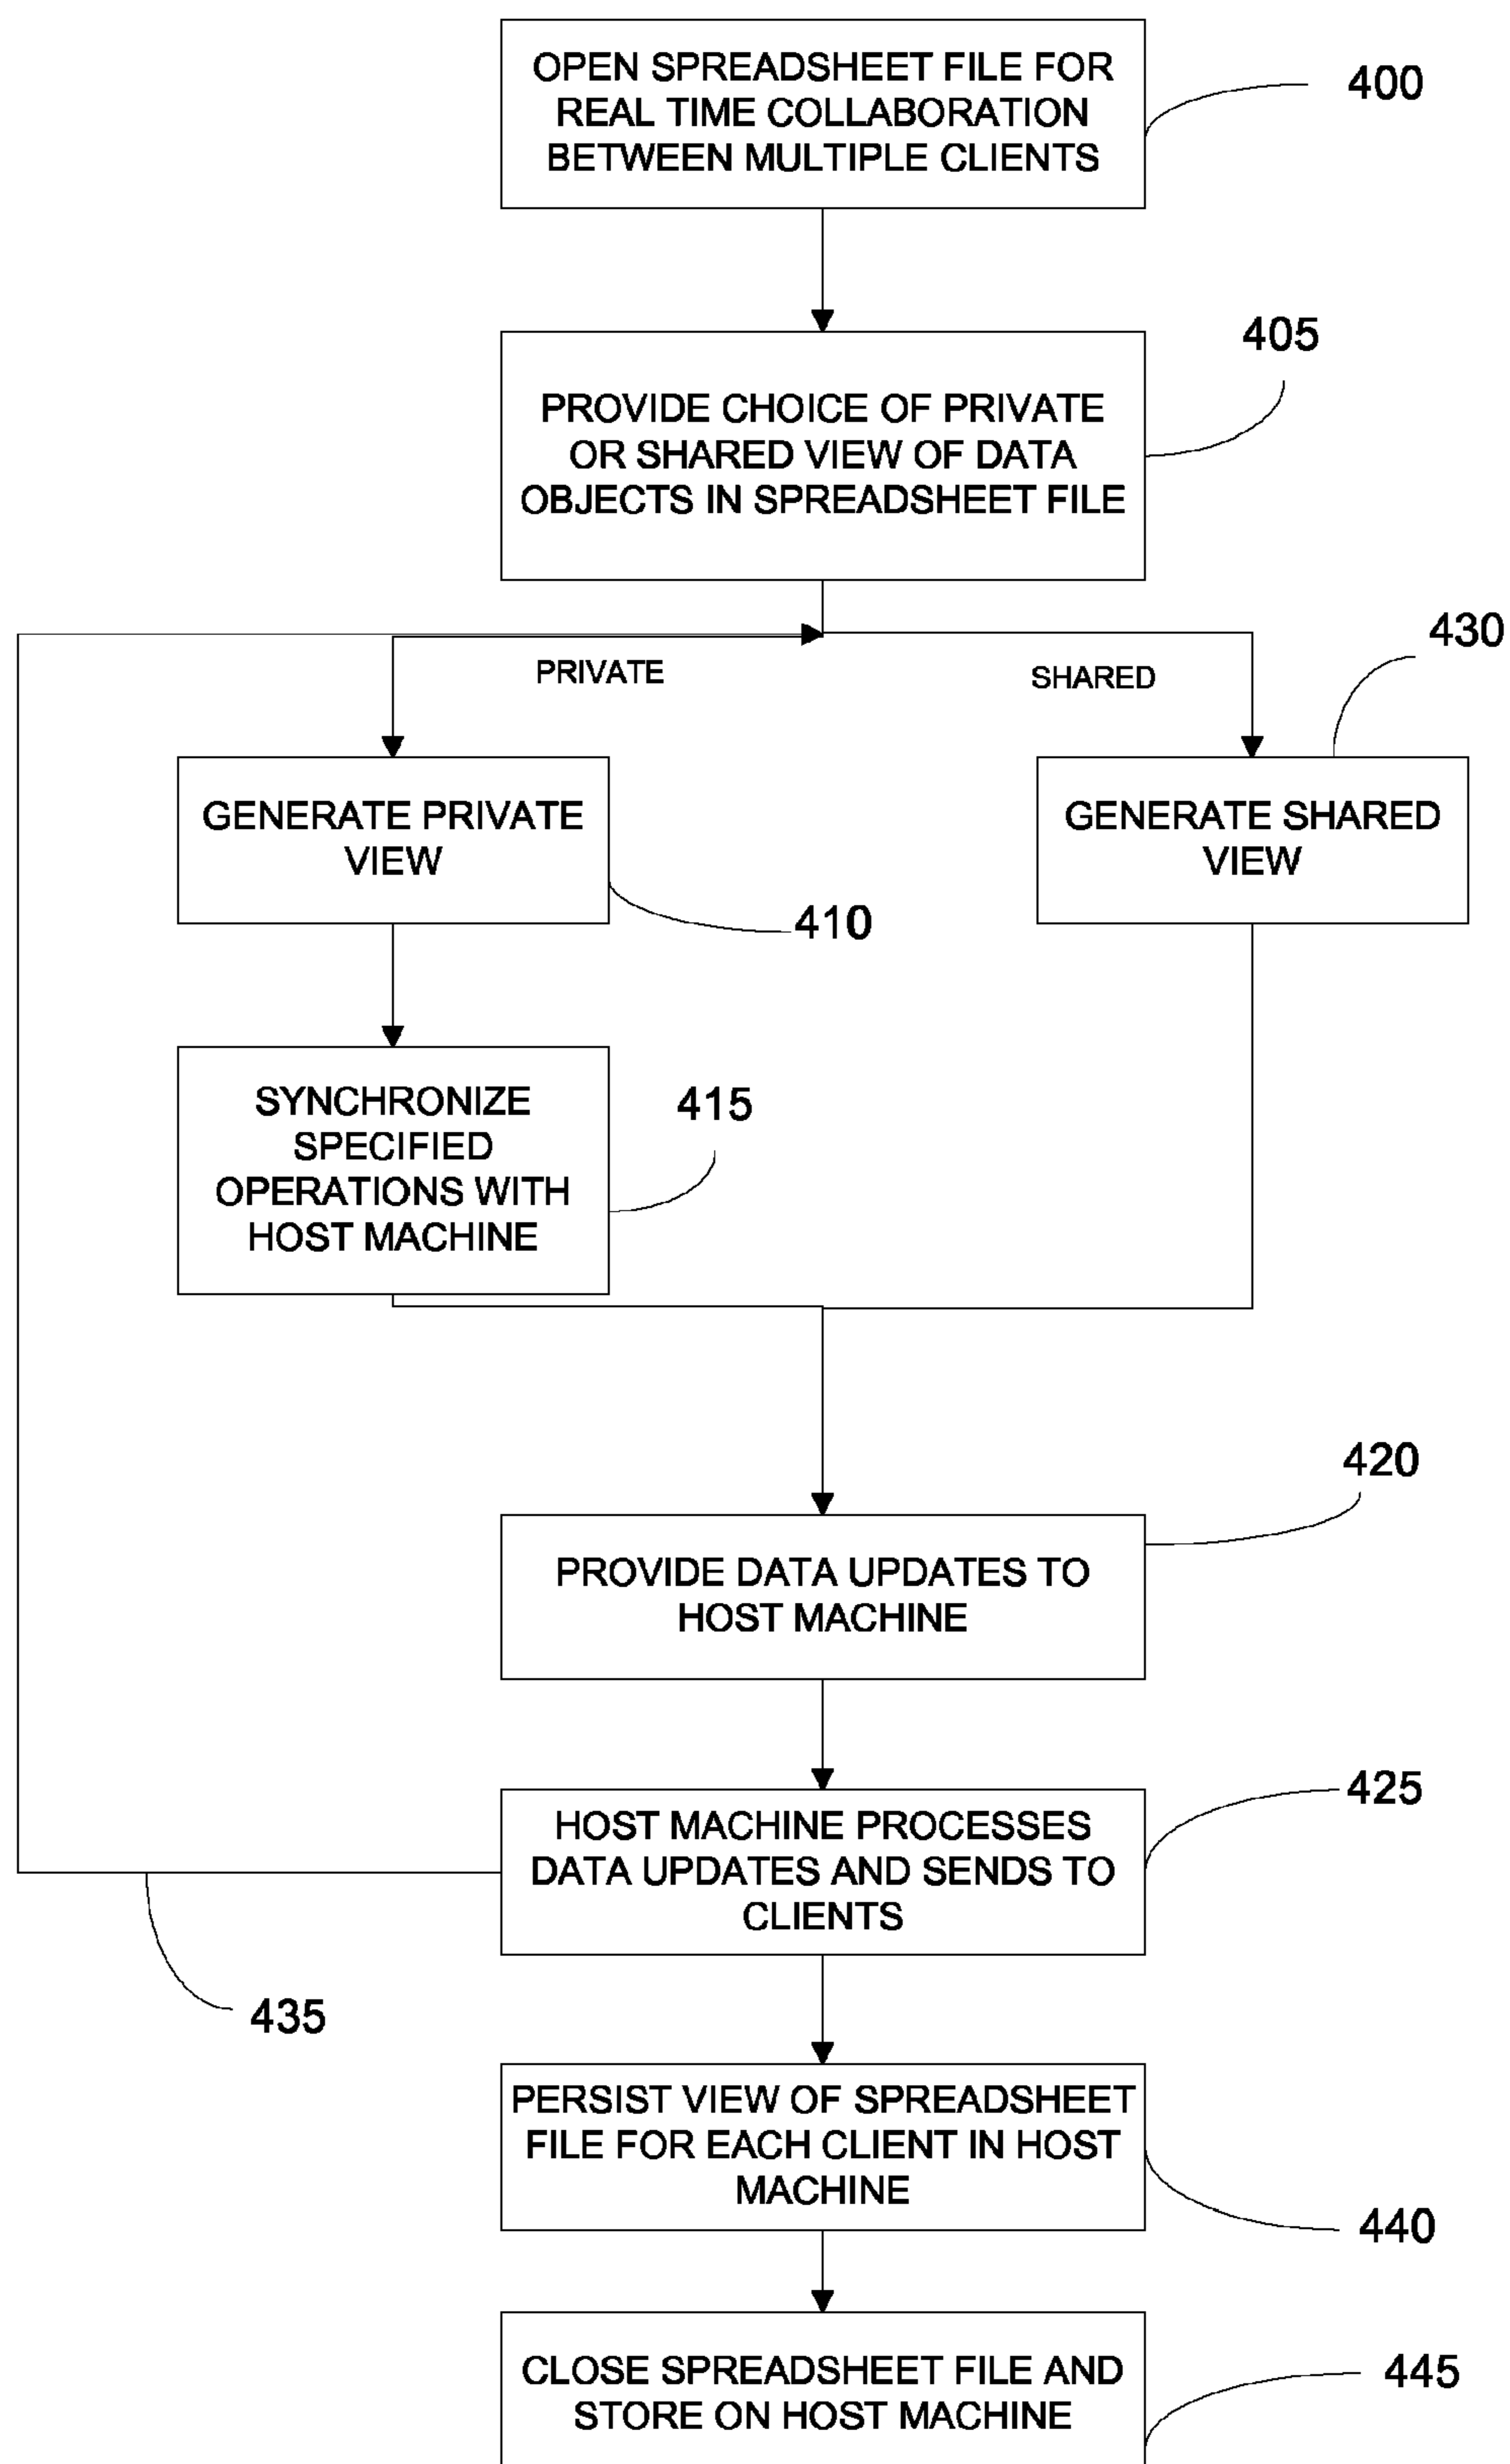 OPEN SPREADSHEET FILE FOR
REAL TIME COLLABORATION
BETWEEN MULTIPLE CLIENTS
400
PROVIDE CHOICE OF PRIVATE
OR SHARED VIEW OF DATA
OBJECTS IN SPREADSHEET FILE
405
PRIVATE
SHARED
430
GENERATE PRIVATE
VIEW
410
GENERATE SHARED
VIEW
SYNCHRONIZE
SPECIFIED
OPERATIONS WITH
HOST MACHINE
415
420
PROVIDE DATA UPDATES TO
HOST MACHINE
HOST MACHINE PROCESSES
DATA UPDATES AND SENDS TO
CLIENTS
425
435
PERSIST VIEW OF SPREADSHEET
FILE FOR EACH CLIENT IN HOST
MACHINE
440
CLOSE SPREADSHEET FILE AND
STORE ON HOST MACHINE
445